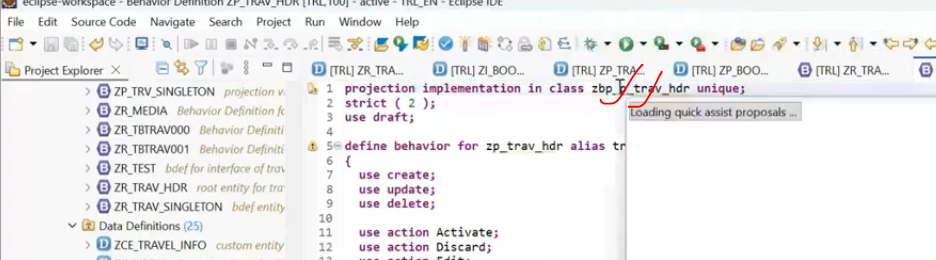 eclipse-workspace - Behavior Definition ZP_TRAV_HDR [TRL,100] - active - TRL_EN - Eclipse IDE
File Edit Source Code Navigate Search Project Run Window Help
Project Explorer
[TRL] ZR_TRA... [TRL] ZI_BOO... [TRL] ZP_TRA... [TRL] ZP_BOO... [TRL] ZR_TRA...
ZP_TRV_SINGLETON projection v
ZR_MEDIA Behavior Definition f
ZR_TBTRAV000 Behavior Definiti
ZR_TBTRAV001 Behavior Definiti
ZR_TEST bdef for interface of trav
ZR_TRAV_HDR root entity for tra
ZR_TRAV_SINGLETON bdef entity
Data Definitions (25)
ZCE_TRAVEL_INFO custom entity
1 projection implementation in class zbp_p_trav_hdr unique;
2 strict ( 2 );
3 use draft;
4
5 define behavior for zp_trav_hdr alias tr
6 {
7 use create;
8 use update;
9 use delete;
10
11 use action Activate;
12 use action Discard;
Loading quick assist proposals ...